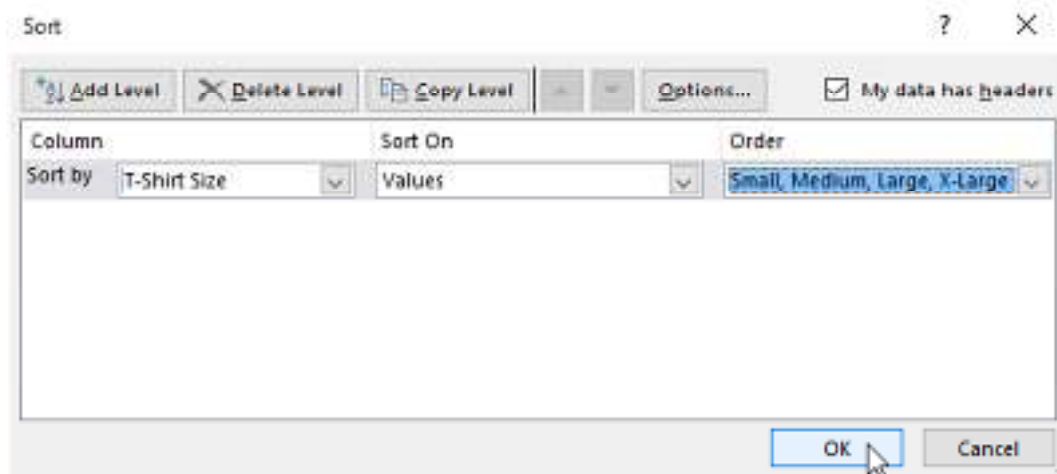 Sort ?
Add Level Delete Level Copy Level Options... My data has headers
Column Sort On Order
Sort by T-Shirt Size Values Small, Medium, Large, X-Large
OK Cancel